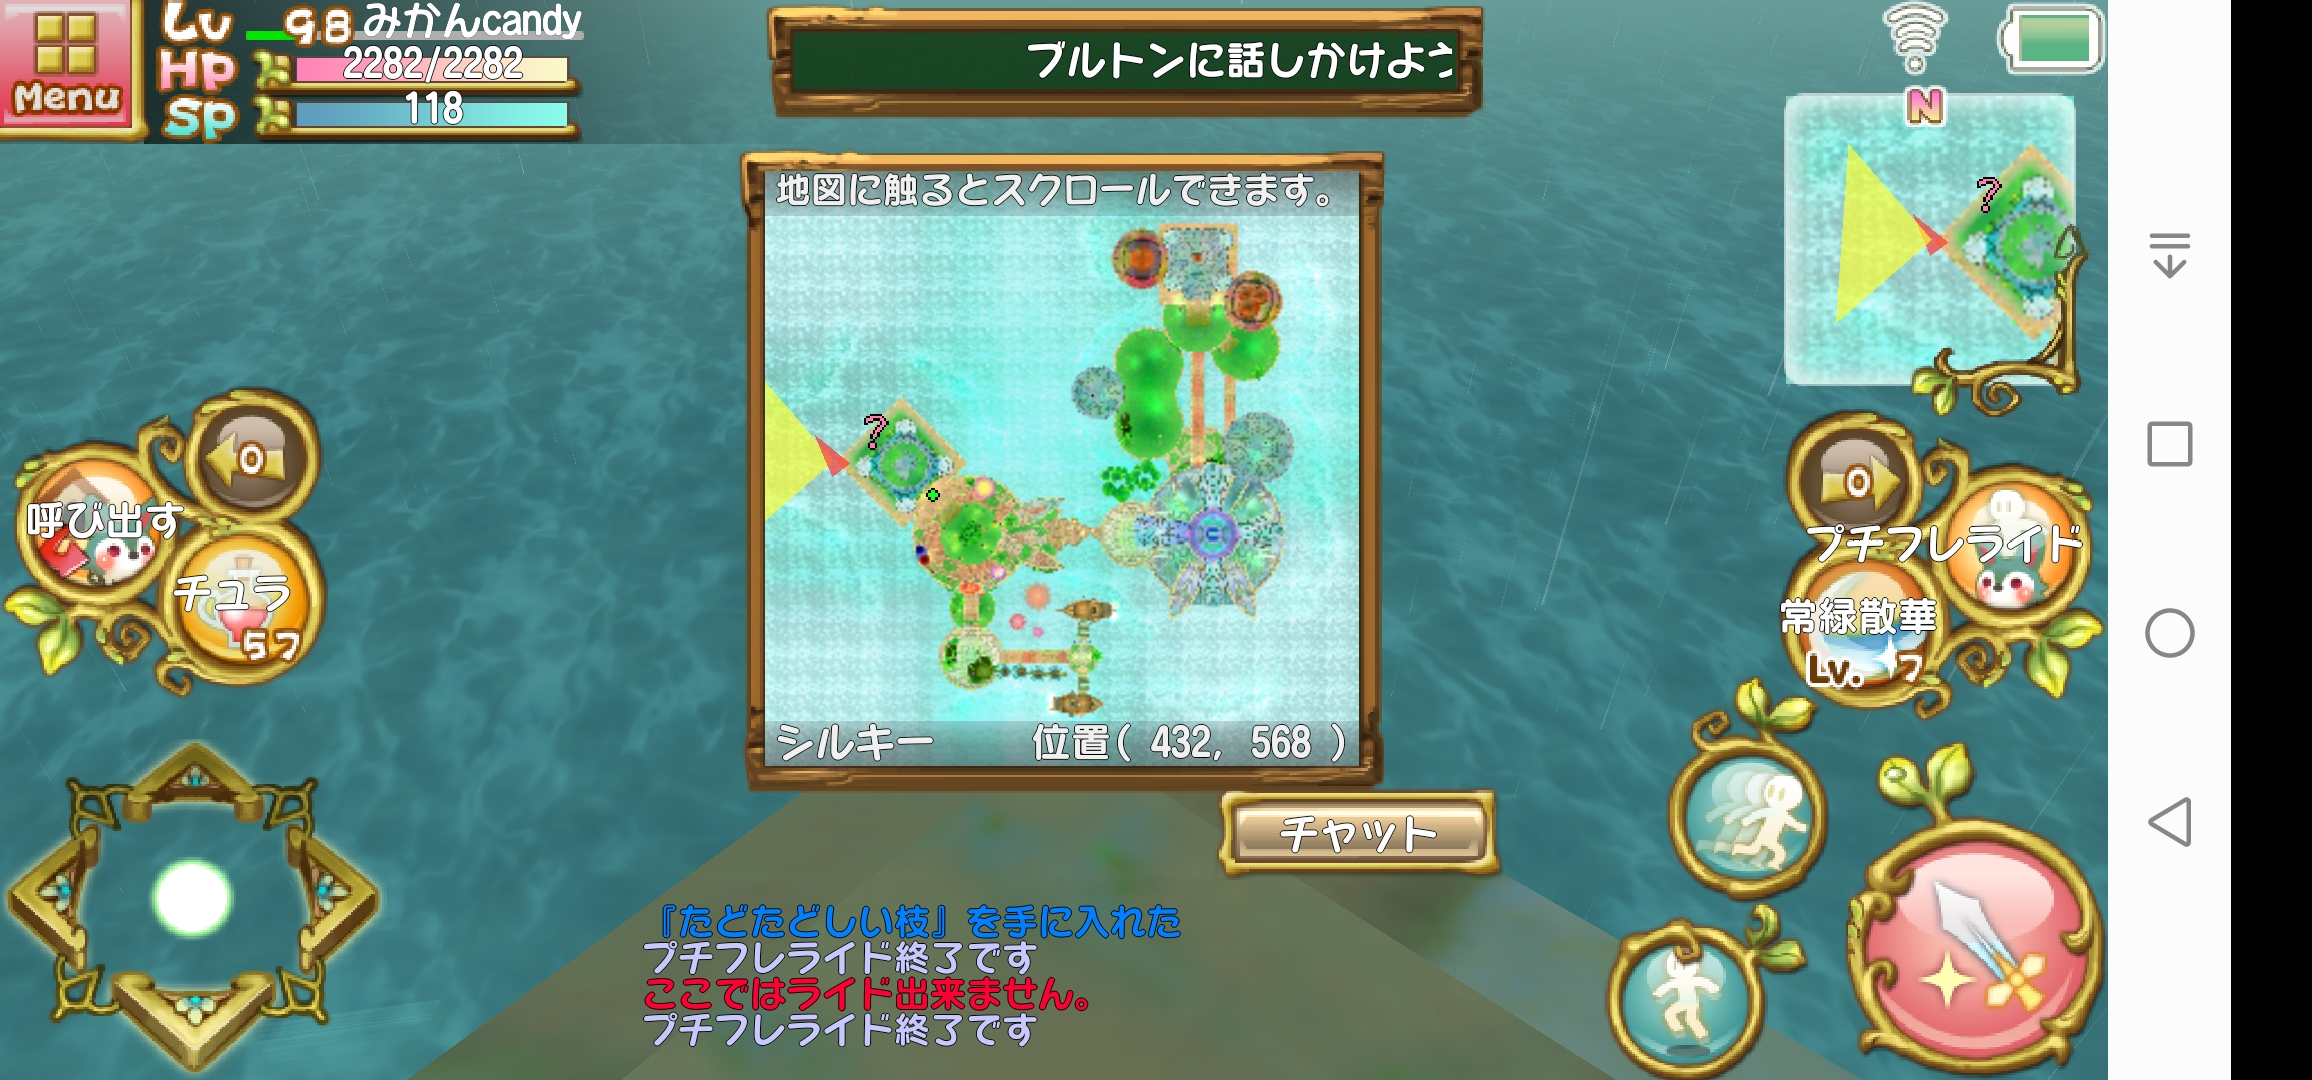 Menu
Lv 98 みかんcandy
Hp 2282/2282
Sp 118
ブルトンに話しかけよう
N
地図に触るとスクロールできます。
?
?
シルキー 位置( 432, 568 )
0
呼び出す
チュラ
57
0
プチフレライド
常緑散華
Lv. 7
チャット
『たどたどしい枝』を手に入れた
プチフレライド終了です
ここではライド出来ません。
プチフレライド終了です